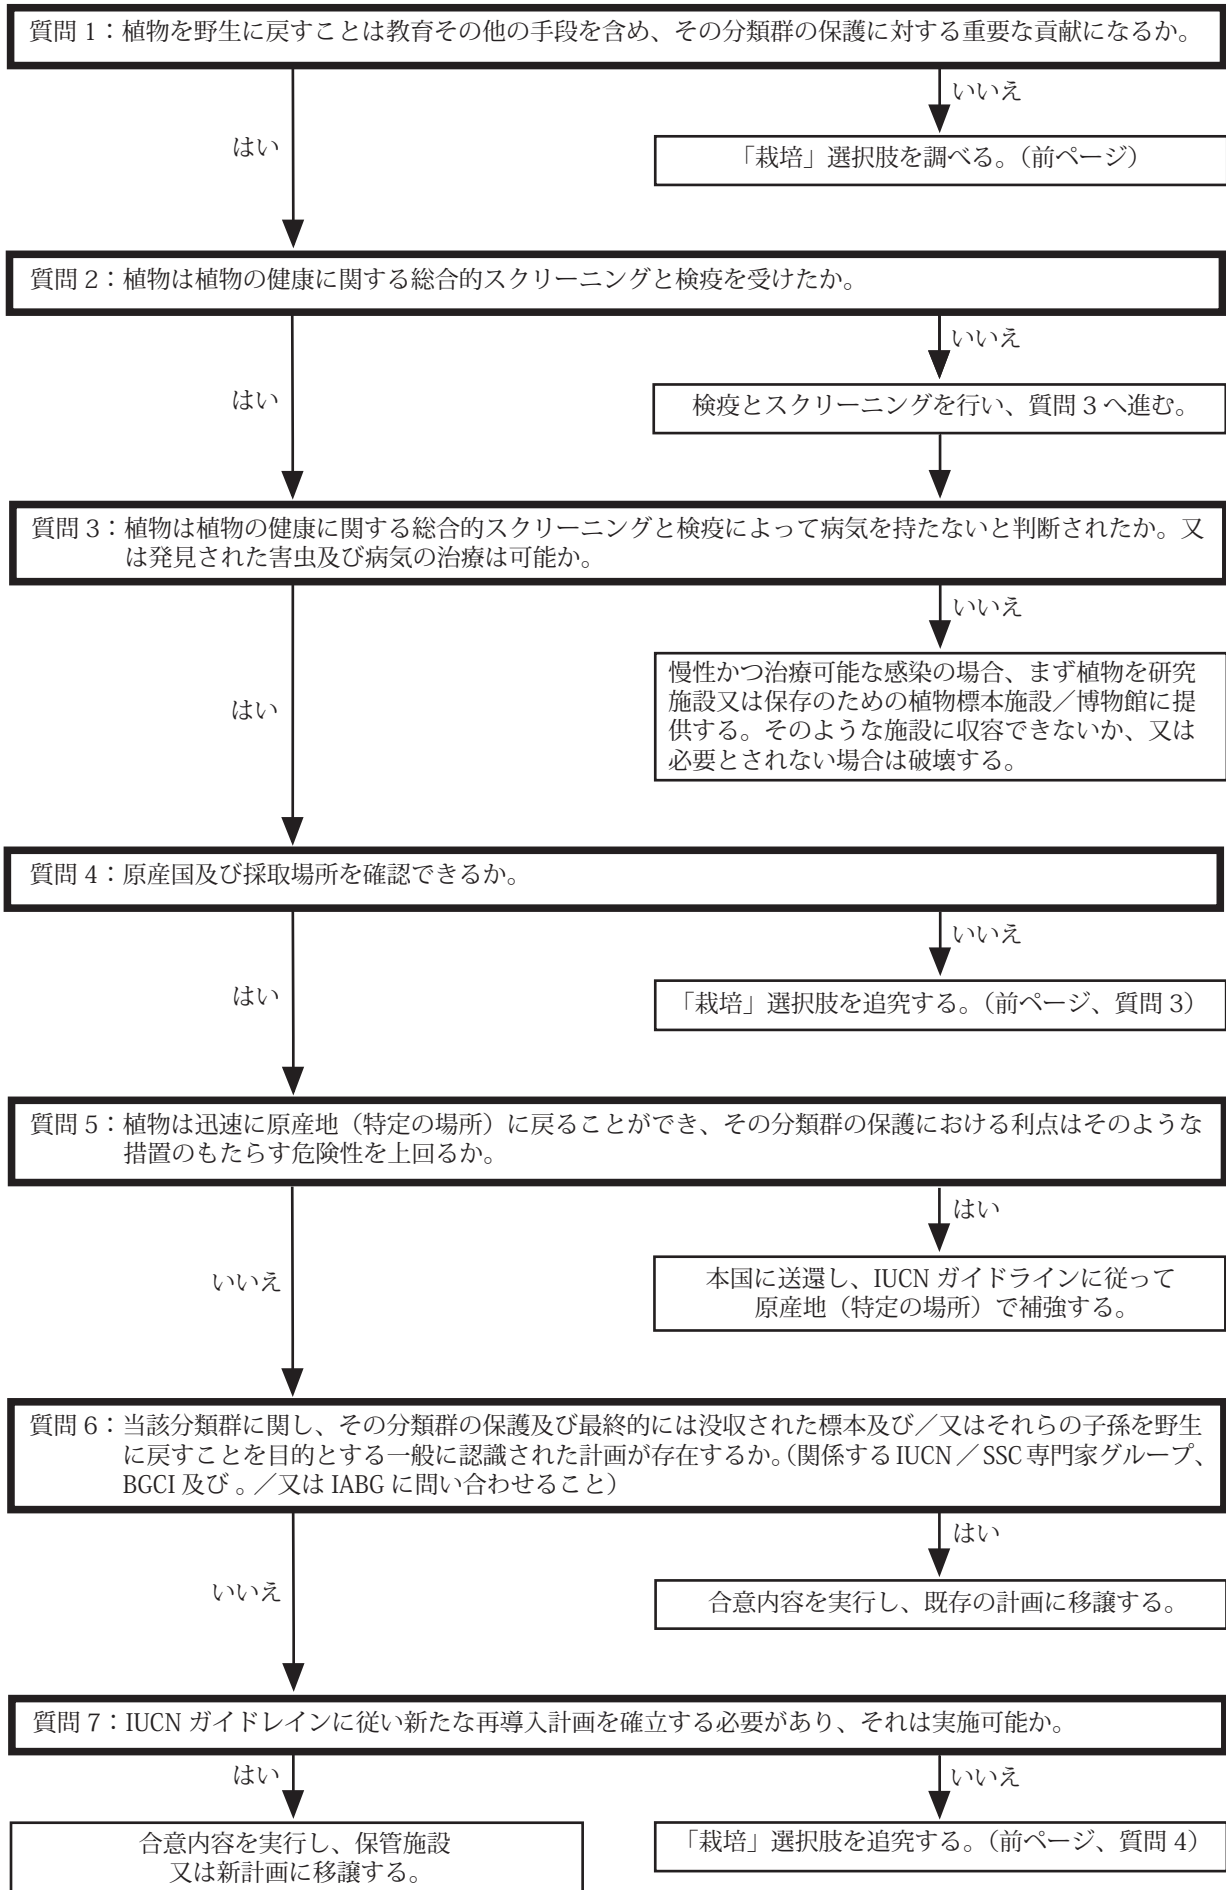 質問 1：植物を野生に戻すことは教育その他の手段を含め、その分類群の保護に対する重要な貢献になるか。
いいえ
はい
「栽培」選択肢を調べる。（前ページ）
質問 2：植物は植物の健康に関する総合的スクリーニングと検疫を受けたか。
いいえ
はい
検疫とスクリーニングを行い、質問 3 へ進む。
質問 3：植物は植物の健康に関する総合的スクリーニングと検疫によって病気を持たないと判断されたか。又
は発見された害虫及び病気の治療は可能か。
いいえ
はい
慢性かつ治療可能な感染の場合、まず植物を研究
施設又は保存のための植物標本施設／博物館に提
供する。そのような施設に収容できないか、又は
必要とされない場合は破壊する。
質問 4：原産国及び採取場所を確認できるか。
いいえ
はい
「栽培」選択肢を追究する。（前ページ、質問 3）
質問 5：植物は迅速に原産地（特定の場所）に戻ることができ、その分類群の保護における利点はそのような
措置のもたらす危険性を上回るか。
はい
いいえ
本国に送還し、IUCN ガイドラインに従って
原産地（特定の場所）で補強する。
質問 6：当該分類群に関し、その分類群の保護及び最終的には没収された標本及び／又はそれらの子孫を野生
に戻すことを目的とする一般に認識された計画が存在するか。（関係する IUCN ／ SSC 専門家グループ、
BGCI 及び 。／又は IABG に問い合わせること）
はい
いいえ
合意内容を実行し、既存の計画に移譲する。
質問 7：IUCN ガイドレインに従い新たな再導入計画を確立する必要があり、それは実施可能か。
はい
いいえ
合意内容を実行し、保管施設
又は新計画に移譲する。
「栽培」選択肢を追究する。（前ページ、質問 4）